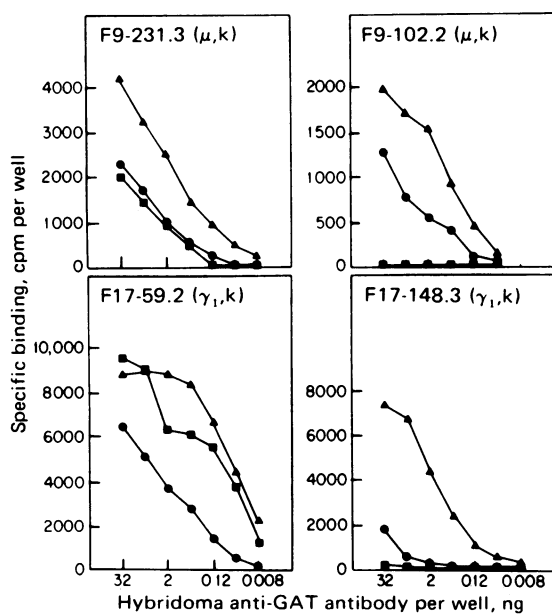 F9-231.3 (μ,k)
F9-102.2 (μ,k)
4000
3000
2000
1000
0
2000
1500
1000
500
0
F17-59.2 (γ₁,k)
F17-148.3 (γ₁,k)
10,000
8000
6000
4000
2000
0
8000
6000
4000
2000
0
32 2 0 12 0 008
32 2 0 12 0 008
Specific binding, cpm per well
Hybridoma anti-GAT antibody per well, ng